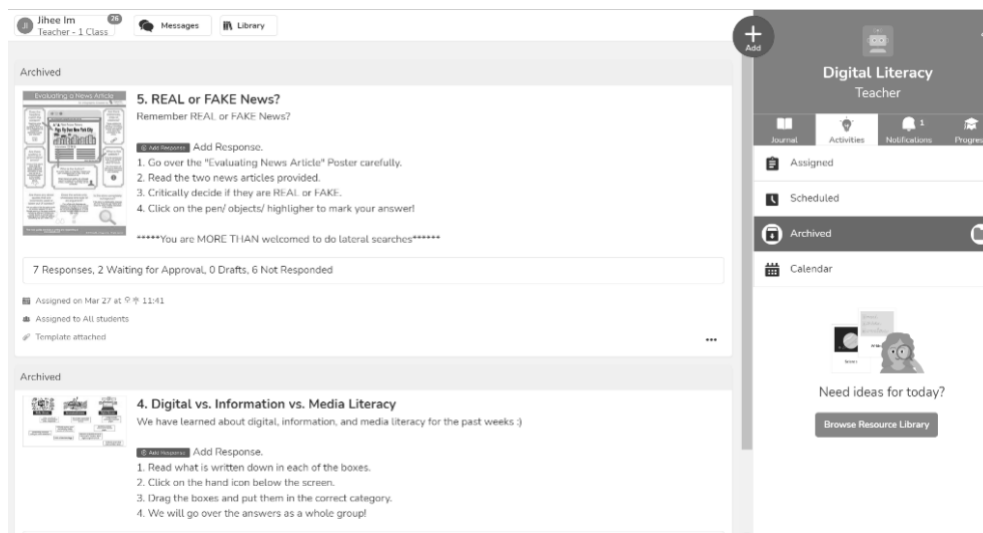 JI
Jihee Im
26
Teacher - 1 Class
Messages
Library
Add
Archived
Evaluating a News Article
5. REAL or FAKE News?
Remember REAL or FAKE News?
Add Response Add Response.
1. Go over the "Evaluating News Article" Poster carefully.
2. Read the two news articles provided.
3. Critically decide if they are REAL or FAKE.
4. Click on the pen/ objects/ highligher to mark your answer!
*****You are MORE THAN welcomed to do lateral searches******
7 Responses, 2 Waiting for Approval, 0 Drafts, 6 Not Responded
Assigned on Mar 27 at 오후 11:41
Assigned to All students
Template attached
Archived
4. Digital vs. Information vs. Media Literacy
We have learned about digital, information, and media literacy for the past weeks :)
Add Response Add Response.
1. Read what is written down in each of the boxes.
2. Click on the hand icon below the screen.
3. Drag the boxes and put them in the correct category.
4. We will go over the answers as a whole group!
Digital Literacy
Teacher
Journal
Activities
1
Notifications
Progres
Assigned
Scheduled
Archived
Calendar
Need ideas for today?
Browse Resource Library